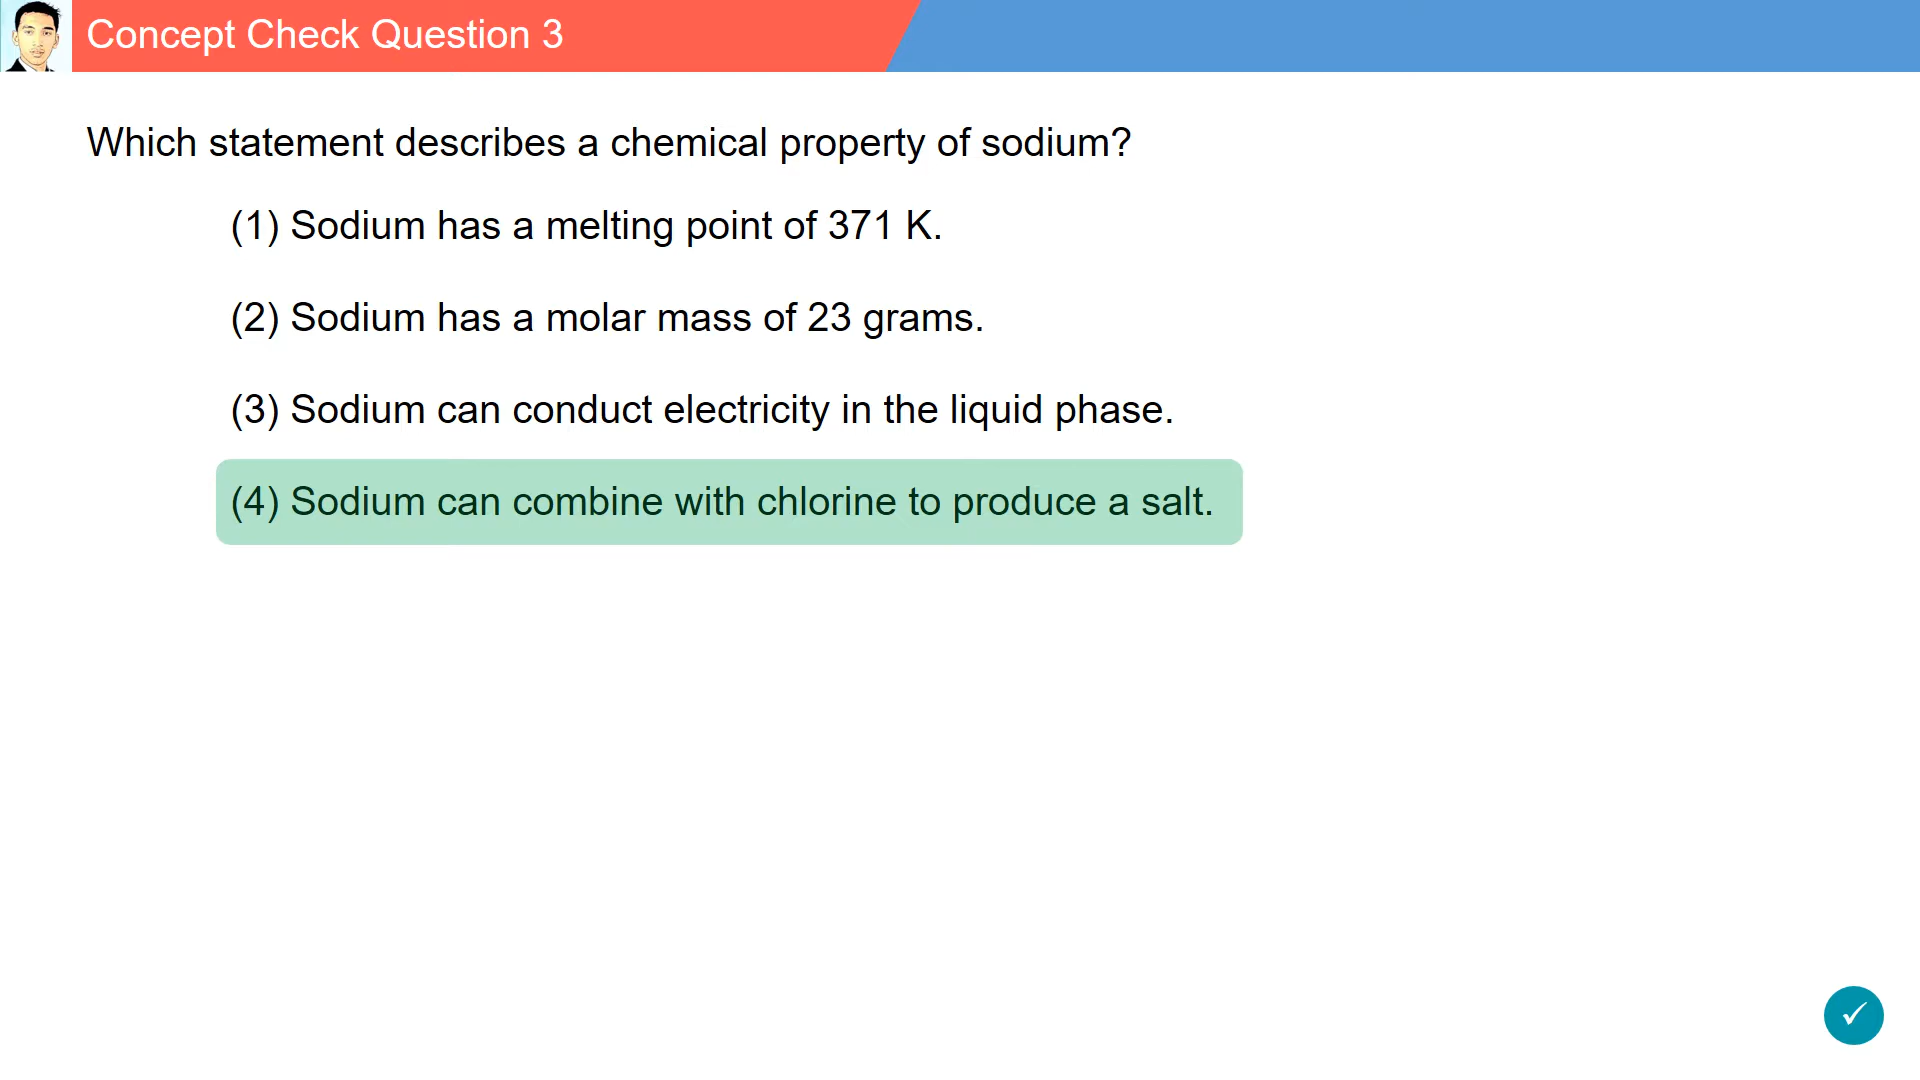 Concept Check Question 3
Which statement describes a chemical property of sodium?
(1) Sodium has a melting point of 371 K.
(2) Sodium has a molar mass of 23 grams.
(3) Sodium can conduct electricity in the liquid phase.
(4) Sodium can combine with chlorine to produce a salt.